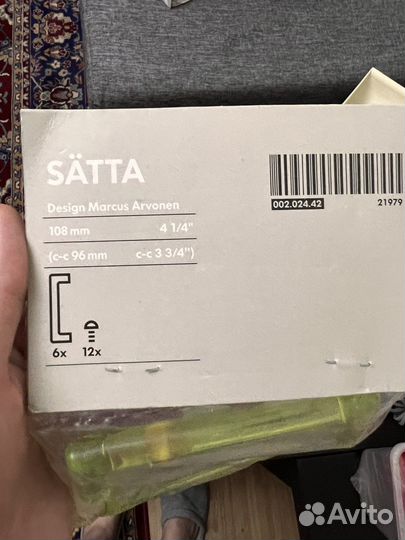 SÄTTA
Design Marcus Arvonen
002.024.42 21979
108 mm 4 1/4"
(c-c 96 mm c-c 3 3/4")
6x 12x
Avito